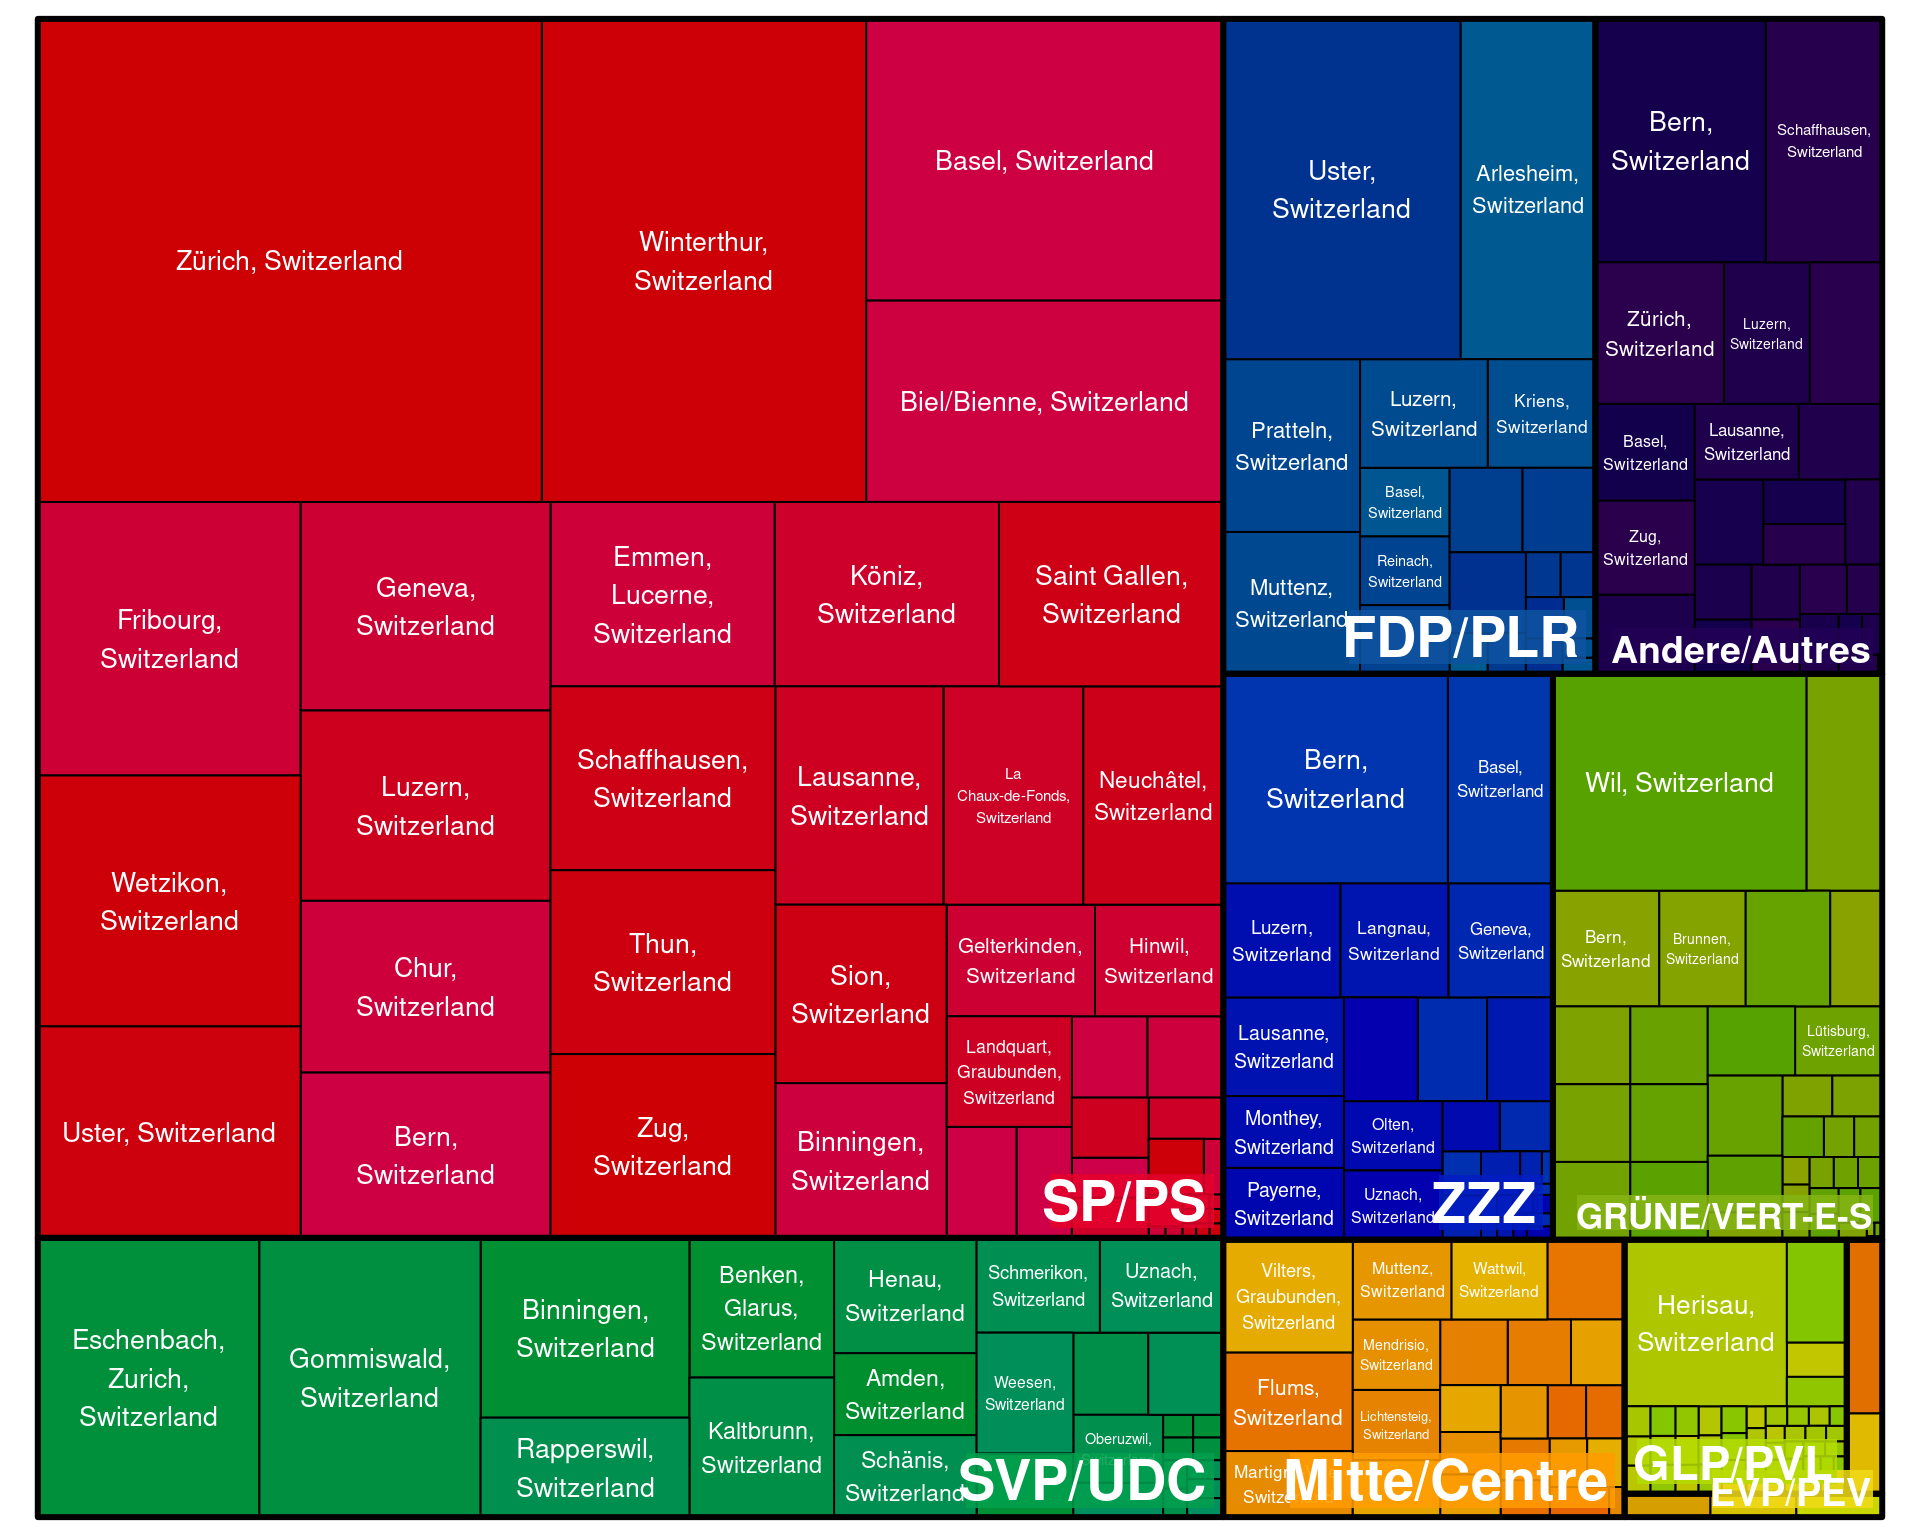 Zürich, Switzerland
Winterthur,
Switzerland
Basel, Switzerland
Biel/Bienne, Switzerland
Fribourg,
Switzerland
Wetzikon,
Switzerland
Uster, Switzerland
Geneva,
Switzerland
Luzern,
Switzerland
Chur,
Switzerland
Bern,
Switzerland
Emmen,
Lucerne,
Switzerland
Schaffhausen,
Switzerland
Thun,
Switzerland
Zug,
Switzerland
Köniz,
Switzerland
Saint Gallen,
Switzerland
Lausanne,
Switzerland
La
Chaux-de-Fonds,
Switzerland
Neuchâtel,
Switzerland
Sion,
Switzerland
Binningen,
Switzerland
Gelterkinden,
Switzerland
Hinwil,
Switzerland
Landquart,
Graubunden,
Switzerland
SP/PS
Eschenbach,
Zurich,
Switzerland
Gommiswald,
Switzerland
Binningen,
Switzerland
Rapperswil,
Switzerland
Benken,
Glarus,
Switzerland
Kaltbrunn,
Switzerland
Henau,
Switzerland
Amden,
Switzerland
Schänis,
Switzerland
Schmerikon,
Switzerland
Uznach,
Switzerland
Weesen,
Switzerland
Oberuzwil,
SVP/UDC
Uster,
Switzerland
Arlesheim,
Switzerland
Pratteln,
Switzerland
Muttenz,
Switzerland
Luzern,
Switzerland
Kriens,
Switzerland
Basel,
Switzerland
Reinach,
Switzerland
FDP/PLR
Bern,
Switzerland
Schaffhausen,
Switzerland
Zürich,
Switzerland
Luzern,
Switzerland
Basel,
Switzerland
Lausanne,
Switzerland
Zug,
Switzerland
Andere/Autres
Bern,
Switzerland
Basel,
Switzerland
Luzern,
Switzerland
Langnau,
Switzerland
Geneva,
Switzerland
Lausanne,
Switzerland
Monthey,
Switzerland
Payerne,
Switzerland
Olten,
Switzerland
Uznach,
Switzerland
ZZZ
Wil, Switzerland
Bern,
Switzerland
Brunnen,
Switzerland
Lütisburg,
Switzerland
GRÜNE/VERT-E-S
Vilters,
Graubunden,
Switzerland
Flums,
Switzerland
Muttenz,
Switzerland
Wattwil,
Switzerland
Mendrisio,
Switzerland
Lichtensteig,
Switzerland
Mitte/Centre
Herisau,
Switzerland
GLP/PVL
EVP/PEV